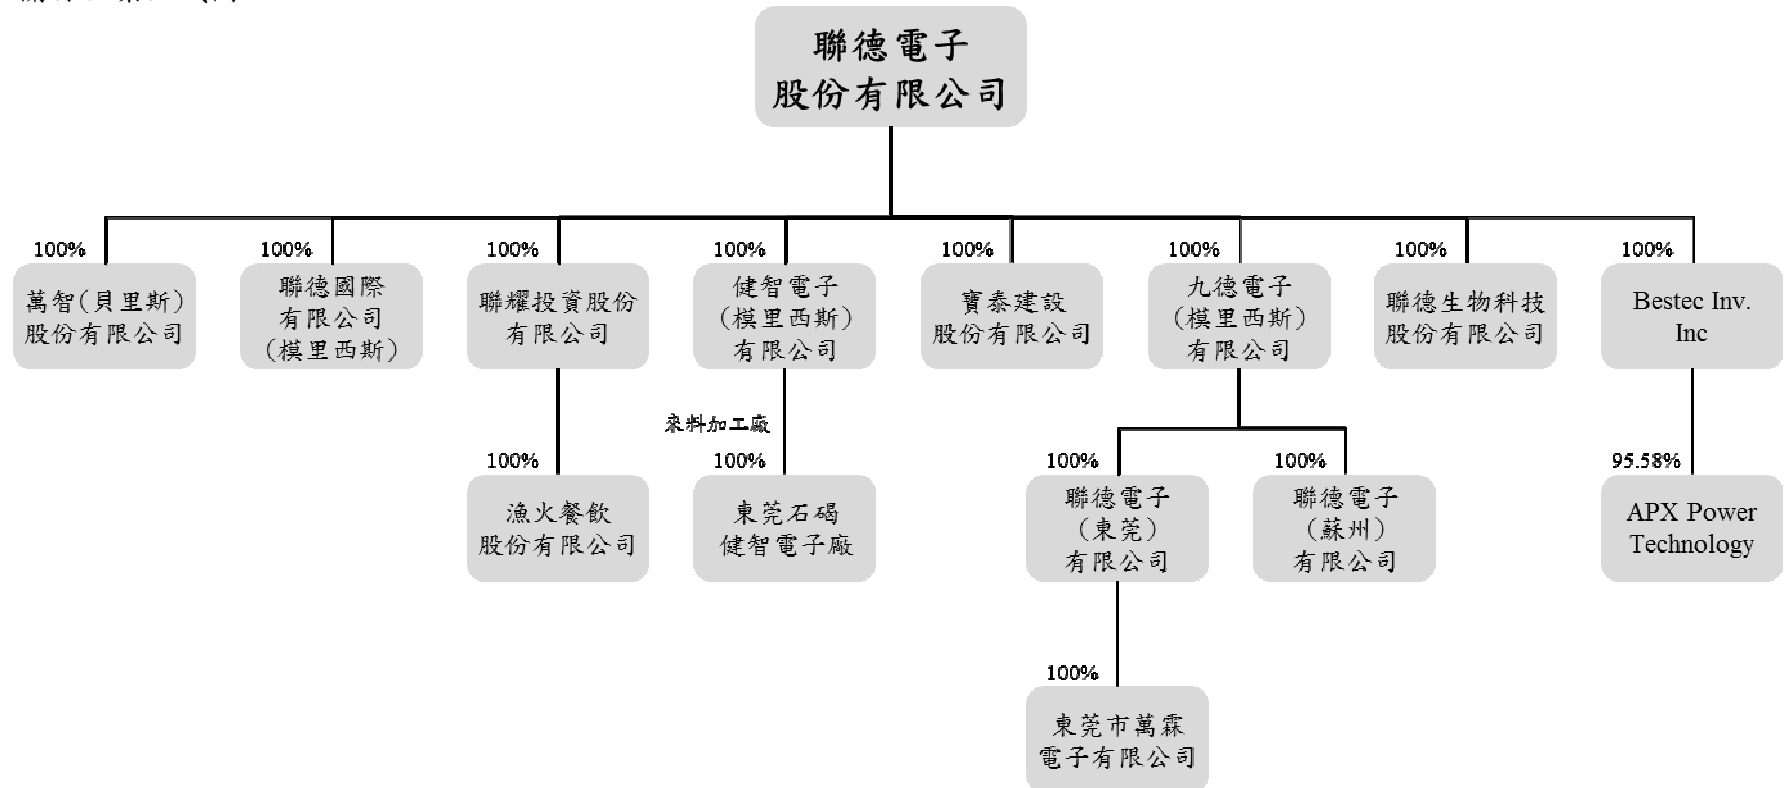 聯德電子
股份有限公司
100%
100%
100%
100%
100%
100%
100%
100%
萬智(貝里斯)
股份有限公司
聯德國際
有限公司
(模里西斯)
聯耀投資股份
有限公司
健智電子
(模里西斯)
有限公司
寶泰建設
股份有限公司
九德電子
(模里西斯)
有限公司
聯德生物科技
股份有限公司
Bestec Inv.
Inc
來料加工廠
100%
100%
100%
100%
95.58%
漁火餐飲
股份有限公司
東莞石碣
健智電子廠
聯德電子
(東莞)
有限公司
聯德電子
(蘇州)
有限公司
APX Power
Technology
100%
東莞市萬霖
電子有限公司